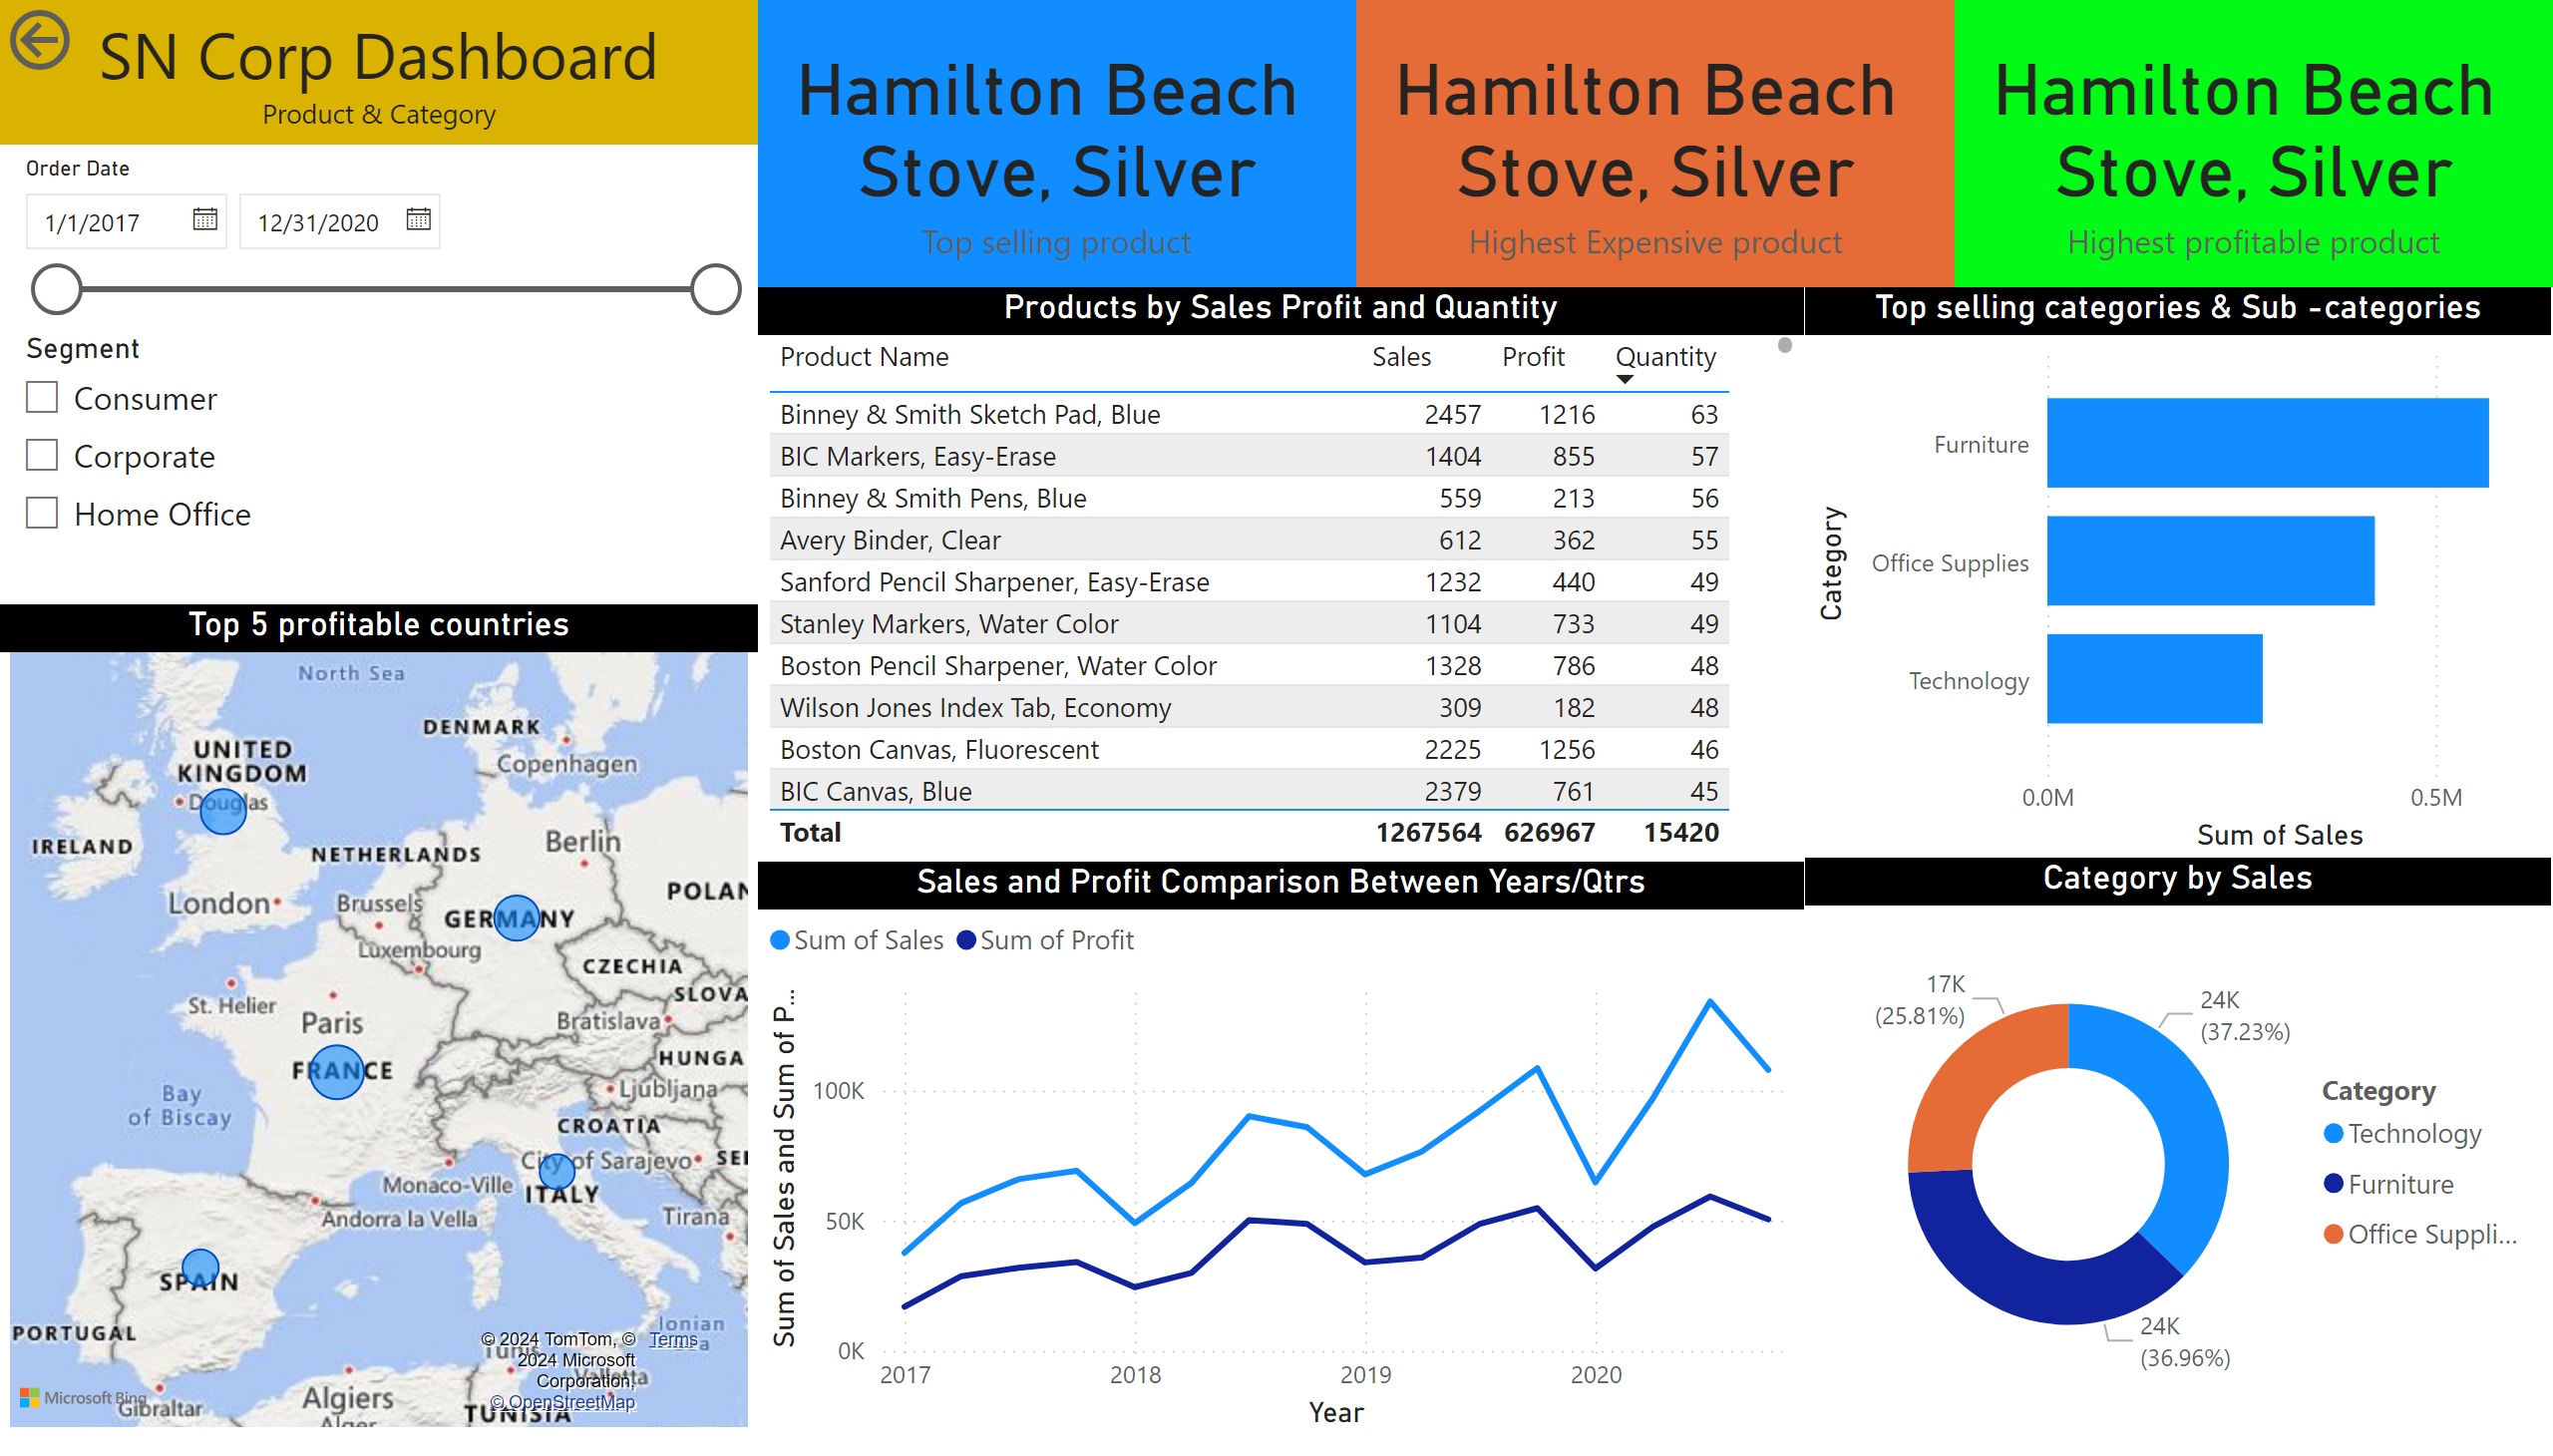 SN Corp Dashboard
Product & Category
Order Date
1/1/2017
12/31/2020
Segment
Consumer
Corporate
Home Office
Hamilton Beach
Stove, Silver
Top selling product
Hamilton Beach
Stove, Silver
Highest Expensive product
Hamilton Beach
Stove, Silver
Highest profitable product
Top 5 profitable countries
North Sea
DENMARK
UNITED
KINGDOM
Copenhagen
Douglas
IRELAND
NETHERLANDS
Berlin
POLAN
London
Brussels
GERMANY
Luxembourg
CZECHIA
SLOVA
St. Helier
Paris
Bratislava
HUNGA
FRANCE
Ljubljana
Bay
of Biscay
CROATIA
City of Sarajevo
SEI
Monaco-Ville
ITALY
Andorra la Vella
Tirana
SPAIN
PORTUGAL
Ionian
© 2024 TomTom, © Terms
Tunis
2024 Microsoft
Valletta
Corporation,
© OpenStreetMap
Microsoft Bing
Gibraltar
Algiers
TUNISIA
Products by Sales Profit and Quantity
Product Name Sales Profit Quantity
Binney & Smith Sketch Pad, Blue 2457 1216 63
BIC Markers, Easy-Erase 1404 855 57
Binney & Smith Pens, Blue 559 213 56
Avery Binder, Clear 612 362 55
Sanford Pencil Sharpener, Easy-Erase 1232 440 49
Stanley Markers, Water Color 1104 733 49
Boston Pencil Sharpener, Water Color 1328 786 48
Wilson Jones Index Tab, Economy 309 182 48
Boston Canvas, Fluorescent 2225 1256 46
BIC Canvas, Blue 2379 761 45
Total 1267564 626967 15420
Top selling categories & Sub -categories
Category
Furniture
Office Supplies
Technology
0.0M 0.5M
Sum of Sales
Sales and Profit Comparison Between Years/Qtrs
Sum of Sales Sum of Profit
Sum of Sales and Sum of P...
100K
50K
0K
2017 2018 2019 2020
Year
Category by Sales
17K
(25.81%)
24K
(37.23%)
24K
(36.96%)
Category
Technology
Furniture
Office Suppli...